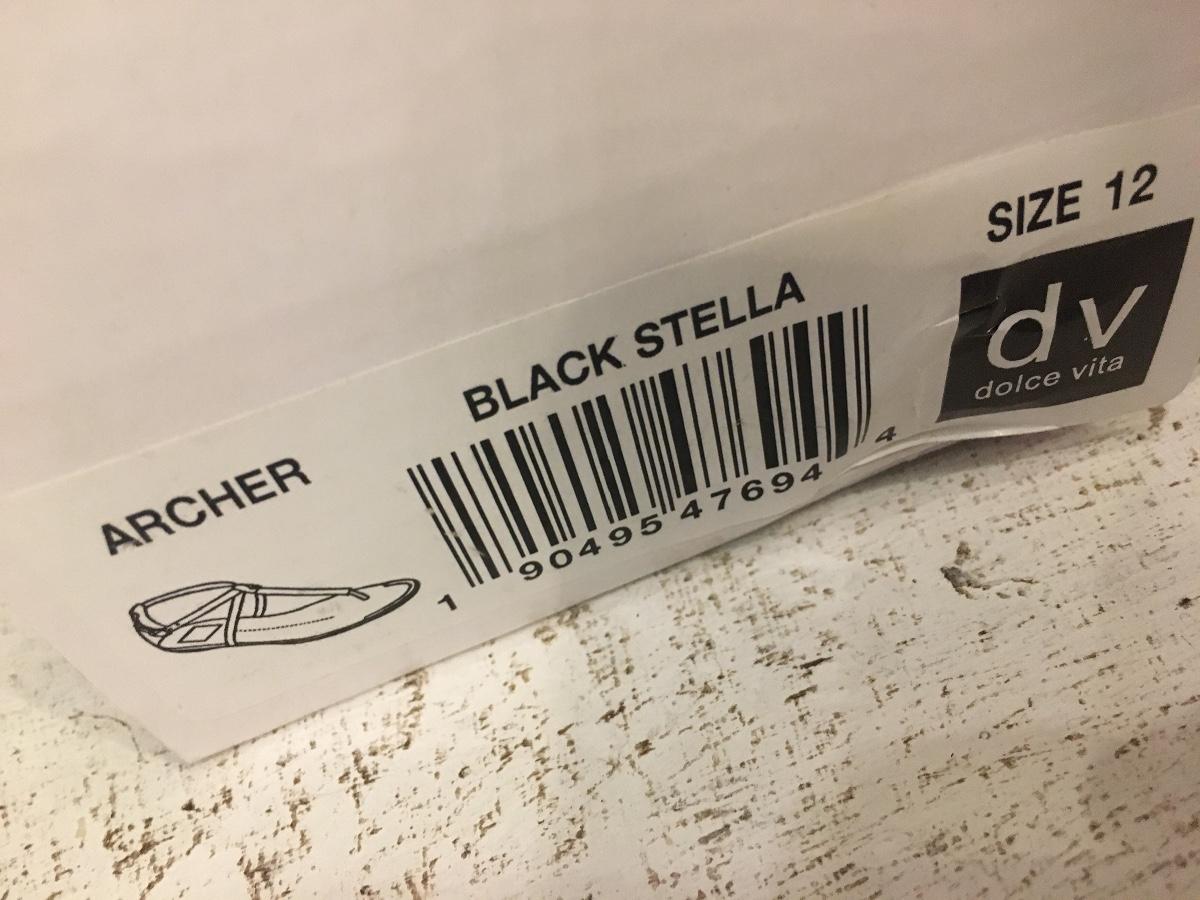 SIZE 12
dv
dolce vita
BLACK STELLA
1 90495 47694 4
ARCHER